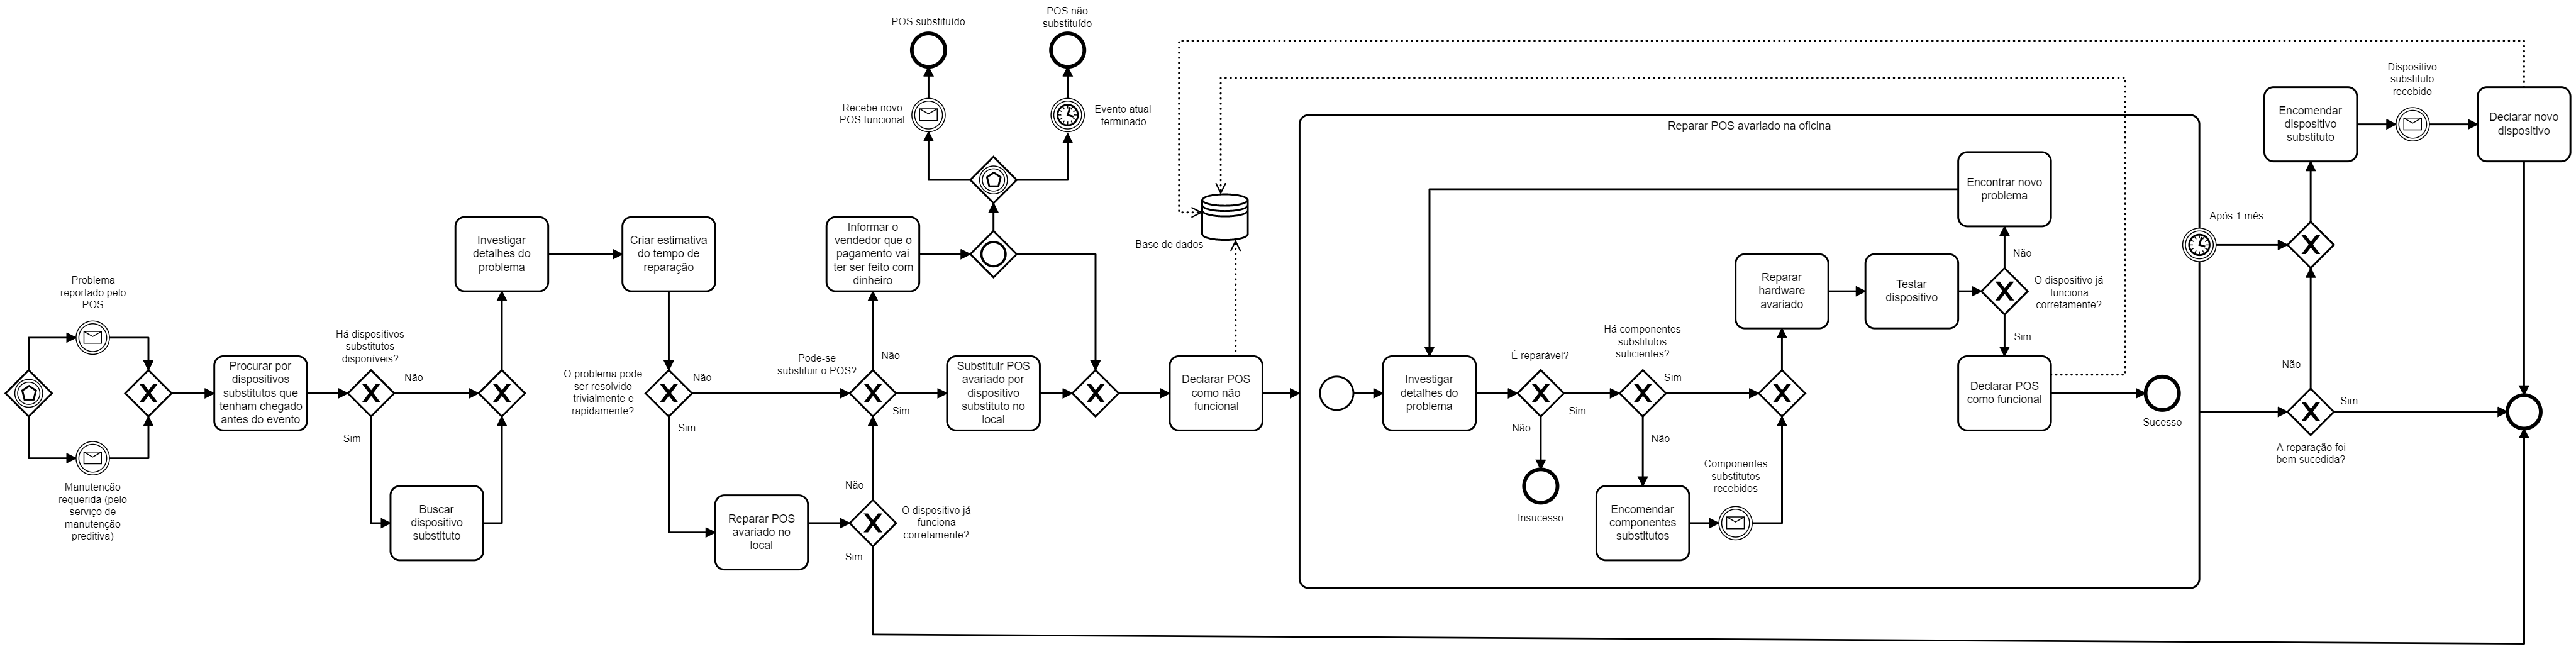 Problema
reportado pelo
POS
Manutenção
requerida (pelo
serviço de
manutenção
preditiva)
Procurar por
dispositivos
substitutos que
tenham chegado
antes do evento
Há dispositivos
substitutos
disponíveis?
Não
Sim
Buscar
dispositivo
substituto
Investigar
detalhes do
problema
Criar estimativa
do tempo de
reparação
O problema pode
ser resolvido
trivialmente e
rapidamente?
Não
Sim
Reparar POS
avariado no
local
O dispositivo já
funciona
corretamente?
Não
Sim
Pode-se
substituir o POS?
Não
Sim
Informar o
vendedor que o
pagamento vai
ter ser feito com
dinheiro
Recebe novo
POS funcional
POS substituído
Evento atual
terminado
POS não
substituído
Substituir POS
avariado por
dispositivo
substituto no
local
Declarar POS
como não
funcional
Base de dados
Reparar POS avariado na oficina
Investigar
detalhes do
problema
É reparável?
Sim
Não
Insucesso
Há componentes
substitutos
suficientes?
Sim
Não
Encomendar
componentes
substitutos
Componentes
substitutos
recebidos
Reparar
hardware
avariado
Testar
dispositivo
O dispositivo já
funciona
corretamente?
Não
Sim
Encontrar novo
problema
Declarar POS
como funcional
Sucesso
Após 1 mês
A reparação foi
bem sucedida?
Não
Sim
Encomendar
dispositivo
substituto
Dispositivo
substituto
recebido
Declarar novo
dispositivo